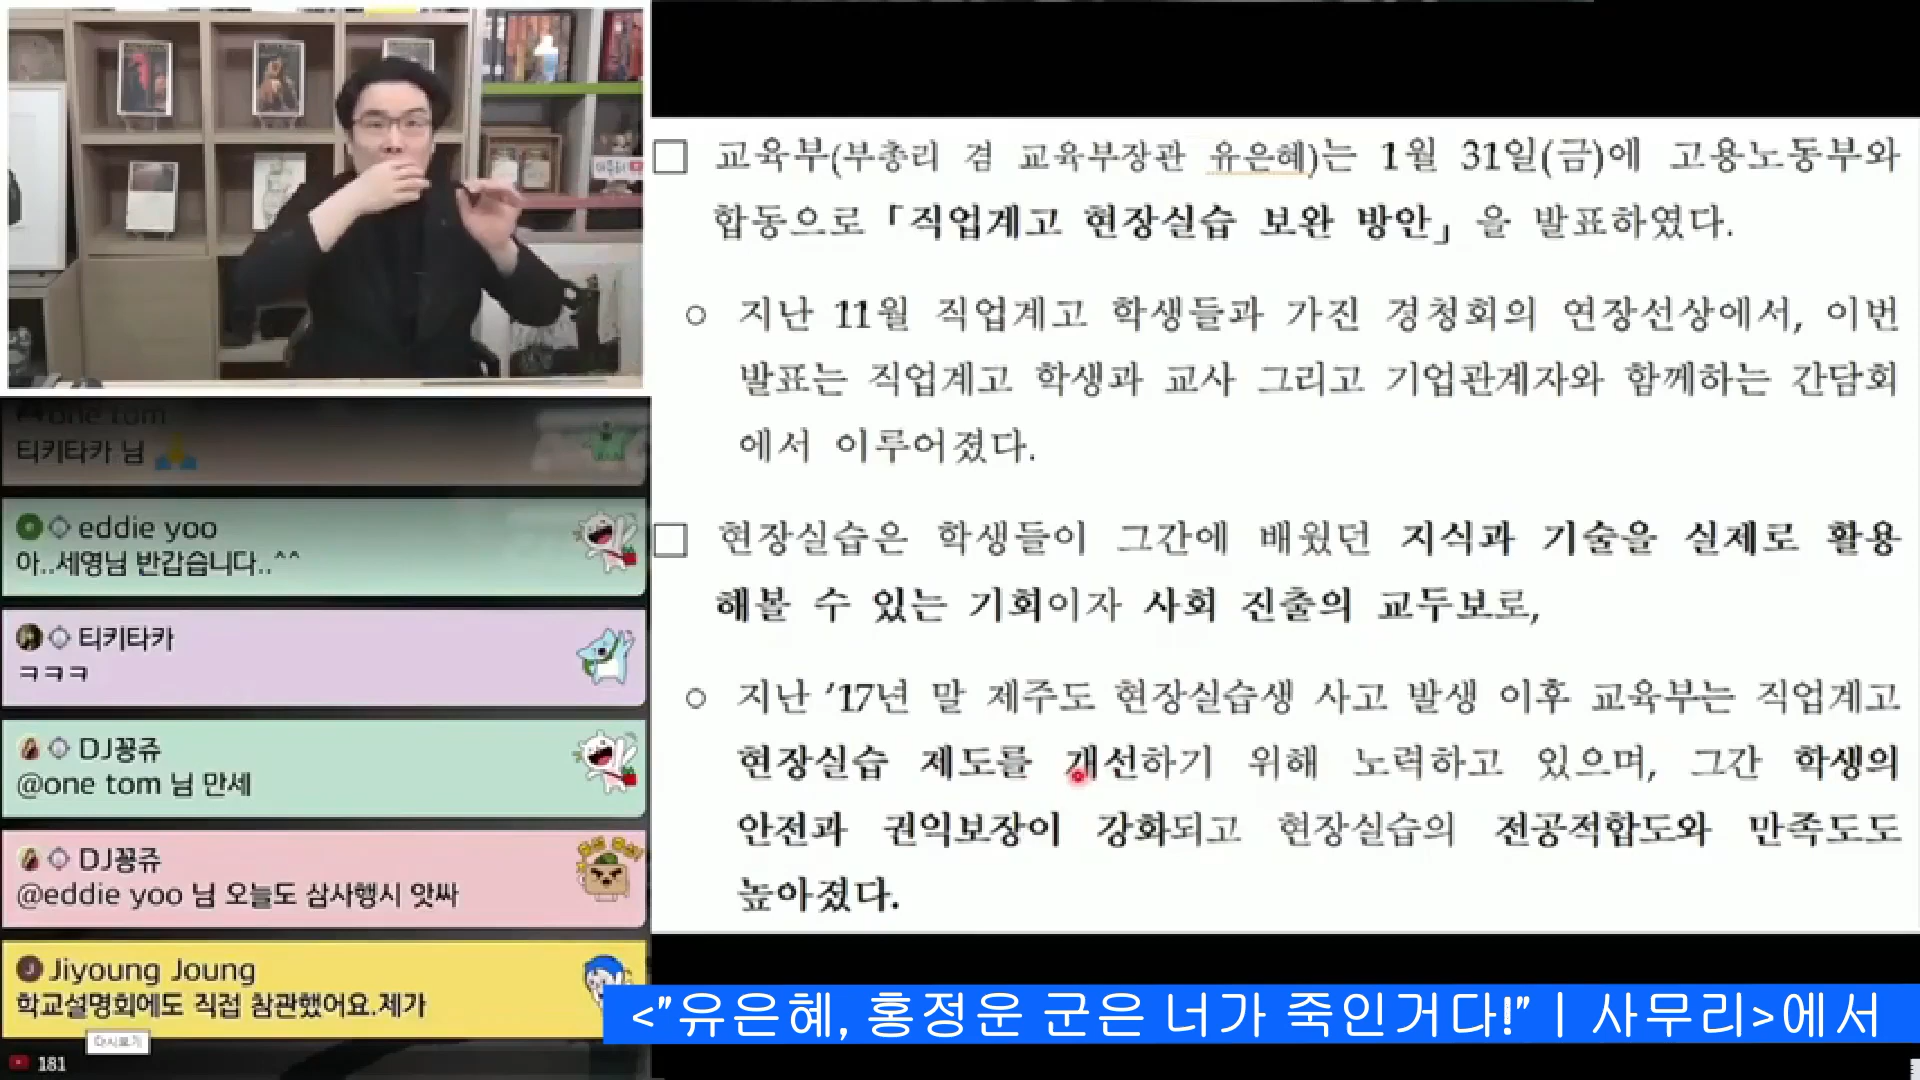 □ 교육부(부총리 겸 교육부장관 유은혜)는 1월 31일(금)에 고용노동부와
합동으로 「직업계고 현장실습 보완 방안」을 발표하였다.
○ 지난 11월 직업계고 학생들과 가진 경청회의 연장선상에서, 이번
발표는 직업계고 학생과 교사 그리고 기업관계자와 함께하는 간담회
에서 이루어졌다.
□ 현장실습은 학생들이 그간에 배웠던 지식과 기술을 실제로 활용
해볼 수 있는 기회이자 사회 진출의 교두보로,
○ 지난 '17년 말 제주도 현장실습생 사고 발생 이후 교육부는 직업계고
현장실습 제도를 개선하기 위해 노력하고 있으며, 그간 학생의
안전과 권익보장이 강화되고 현장실습의 전공적합도와 만족도도
높아졌다.
one tom
티키타카 님 🙏
eddie yoo
아..세영님 반갑습니다..^^
티키타카
ㅋㅋㅋ
DJ꽁쥬
@one tom 님 만세
DJ꽁쥬
@eddie yoo 님 오늘도 삼사행시 앗싸
J Jiyoung Joung
학교설명회에도 직접 참관했어요.제가
다시보기
181
<"유은혜, 홍정운 군은 너가 죽인거다!"ㅣ사무리>에서